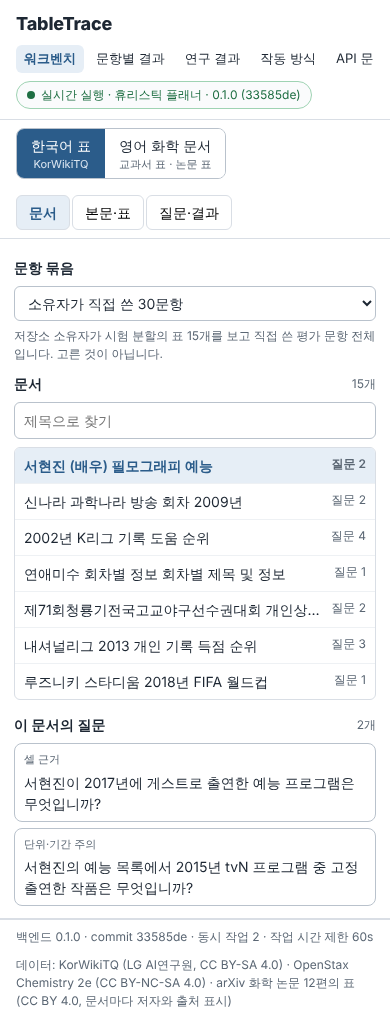 TableTrace
워크벤치 문항별 결과 연구 결과 작동 방식 API 문
실시간 실행 · 휴리스틱 플래너 · 0.1.0 (33585de)
한국어 표 영어 화학 문서
KorWikiTQ 교과서 표 · 논문 표
문서 본문·표 질문·결과
문항 묶음
소유자가 직접 쓴 30문항
저장소 소유자가 시험 분할의 표 15개를 보고 직접 쓴 평가 문항 전체
입니다. 고른 것이 아닙니다.
문서 15개
제목으로 찾기
서현진 (배우) 필모그래피 예능 질문 2
신나라 과학나라 방송 회차 2009년 질문 2
2002년 K리그 기록 도움 순위 질문 4
연애미수 회차별 정보 회차별 제목 및 정보 질문 1
제71회청룡기전국고교야구선수권대회 개인상... 질문 2
내셔널리그 2013 개인 기록 득점 순위 질문 3
루즈니키 스타디움 2018년 FIFA 월드컵 질문 1
이 문서의 질문 2개
셀 근거
서현진이 2017년에 게스트로 출연한 예능 프로그램은
무엇입니까?
단위·기간 주의
서현진의 예능 목록에서 2015년 tvN 프로그램 중 고정
출연한 작품은 무엇입니까?
백엔드 0.1.0 · commit 33585de · 동시 작업 2 · 작업 시간 제한 60s
데이터: KorWikiTQ (LG AI연구원, CC BY-SA 4.0) · OpenStax
Chemistry 2e (CC BY-NC-SA 4.0) · arXiv 화학 논문 12편의 표
(CC BY 4.0, 문서마다 저자와 출처 표시)